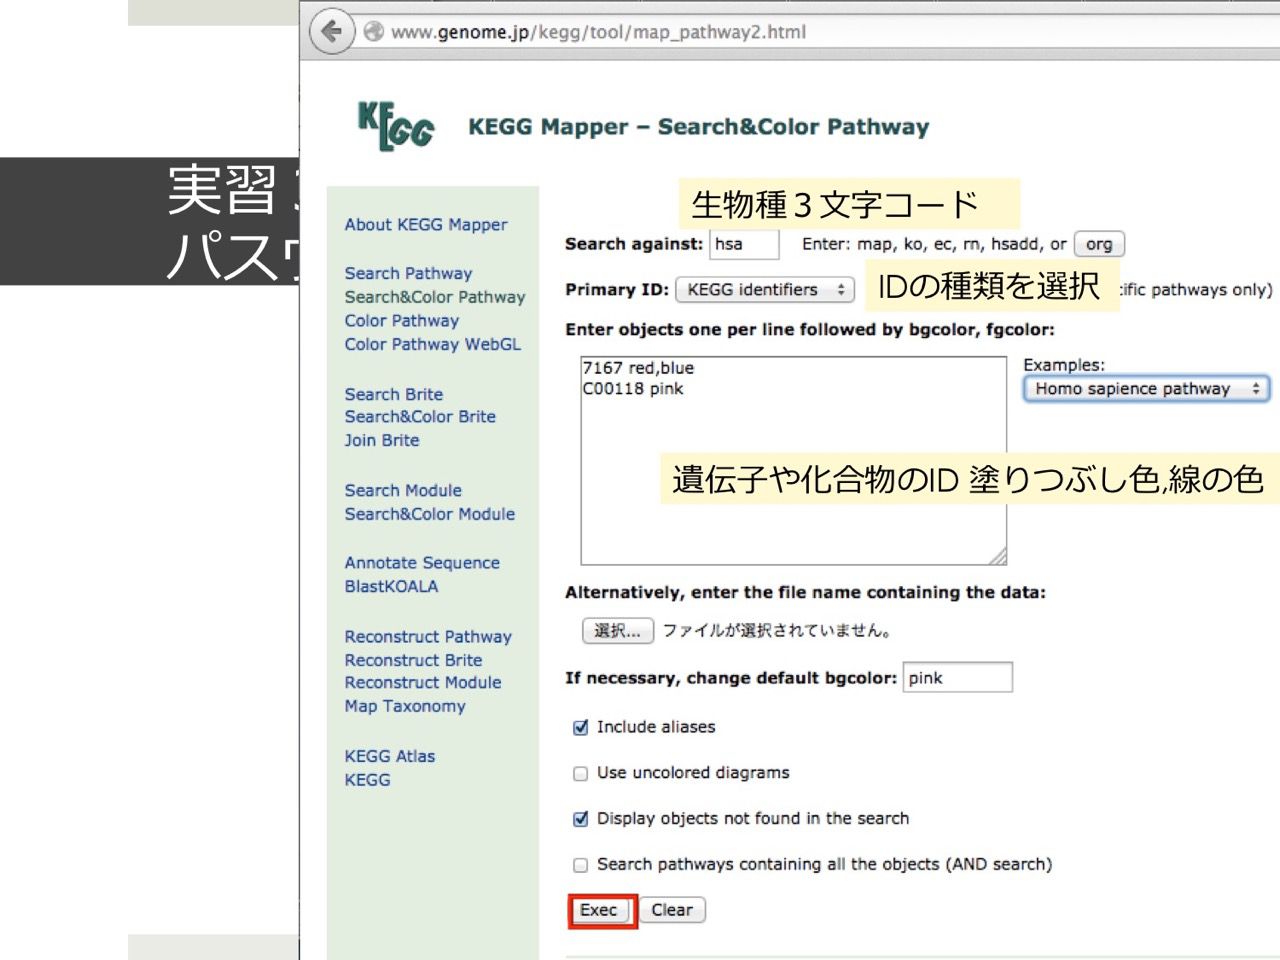 www.genome.jp/kegg/tool/map_pathway2.html
KEGG
KEGG Mapper – Search&Color Pathway
実習
パス
About KEGG Mapper
Search Pathway
Search&Color Pathway
Color Pathway
Color Pathway WebGL
Search Brite
Search&Color Brite
Join Brite
Search Module
Search&Color Module
Annotate Sequence
BlastKOALA
Reconstruct Pathway
Reconstruct Brite
Reconstruct Module
Map Taxonomy
KEGG Atlas
KEGG
生物種３文字コード
Search against: hsa Enter: map, ko, ec, rn, hsadd, or org
Primary ID: KEGG identifiers IDの種類を選択 pathways only)
Enter objects one per line followed by bgcolor, fgcolor:
7167 red,blue
C00118 pink
Examples:
Homo sapience pathway
遺伝子や化合物のID 塗りつぶし色,線の色
Alternatively, enter the file name containing the data:
選択... ファイルが選択されていません。
If necessary, change default bgcolor: pink
Include aliases
Use uncolored diagrams
Display objects not found in the search
Search pathways containing all the objects (AND search)
Exec Clear